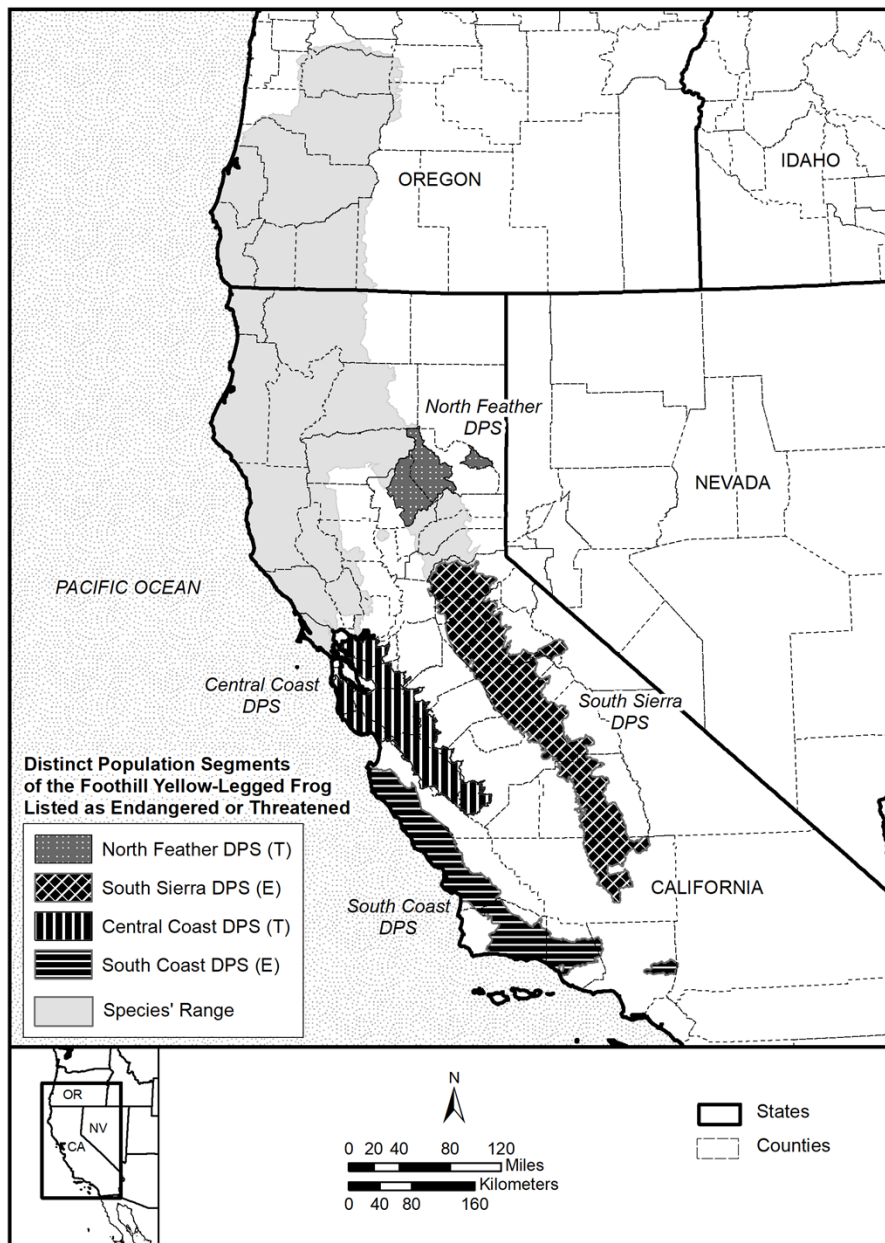 OREGON
IDAHO
North Feather
DPS
NEVADA
PACIFIC OCEAN
Central Coast
DPS
South Sierra
DPS
Distinct Population Segments
of the Foothill Yellow-Legged Frog
Listed as Endangered or Threatened
North Feather DPS (T)
South Sierra DPS (E)
Central Coast DPS (T)
South Coast DPS (E)
Species' Range
CALIFORNIA
South Coast
DPS
OR
NV
CA
N
0 20 40 80 120
Miles
Kilometers
0 40 80 160
States
Counties